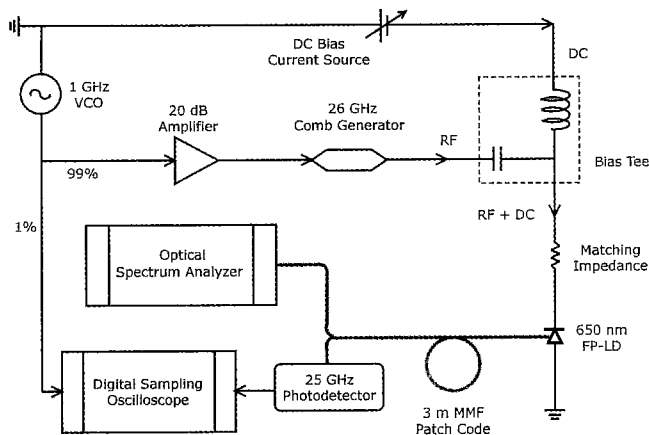 DC Bias
Current Source
DC
1 GHz
VCO
20 dB
Amplifier
26 GHz
Comb Generator
RF
99%
Bias Tee
1%
RF + DC
Optical
Spectrum Analyzer
Matching
Impedance
650 nm
FP-LD
Digital Sampling
Oscilloscope
25 GHz
Photodetector
3 m MMF
Patch Code